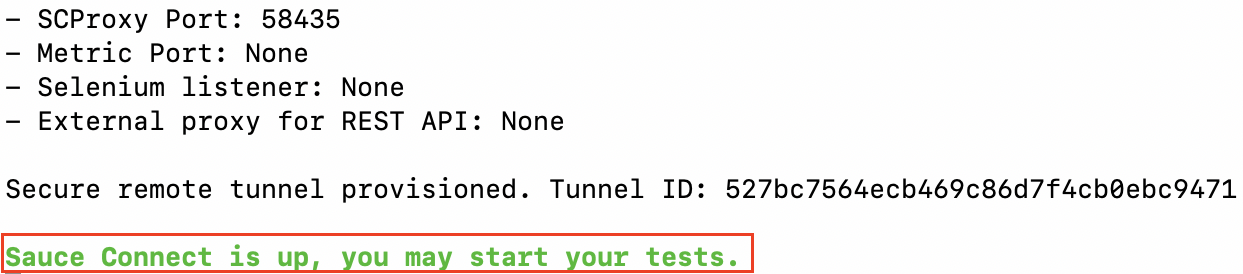 – SCProxy Port: 58435
– Metric Port: None
– Selenium listener: None
– External proxy for REST API: None
Secure remote tunnel provisioned. Tunnel ID: 527bc7564ecb469c86d7f4cb0ebc9471
Sauce Connect is up, you may start your tests.